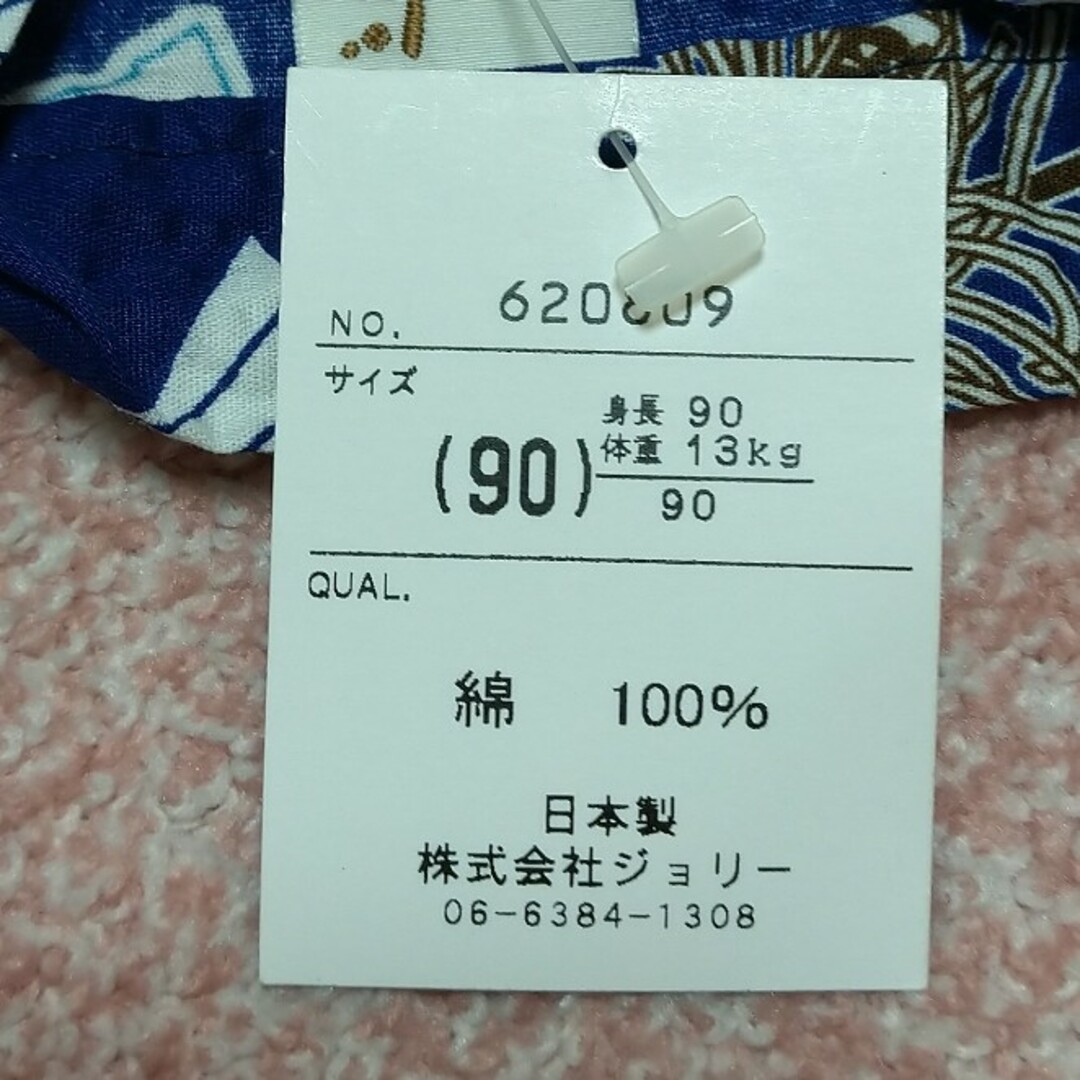 NO.
サイズ
(90)
身長 90
体重 13kg
90
QUAL.
綿 100%
日本製
株式会社ジョリー
06-6384-1308